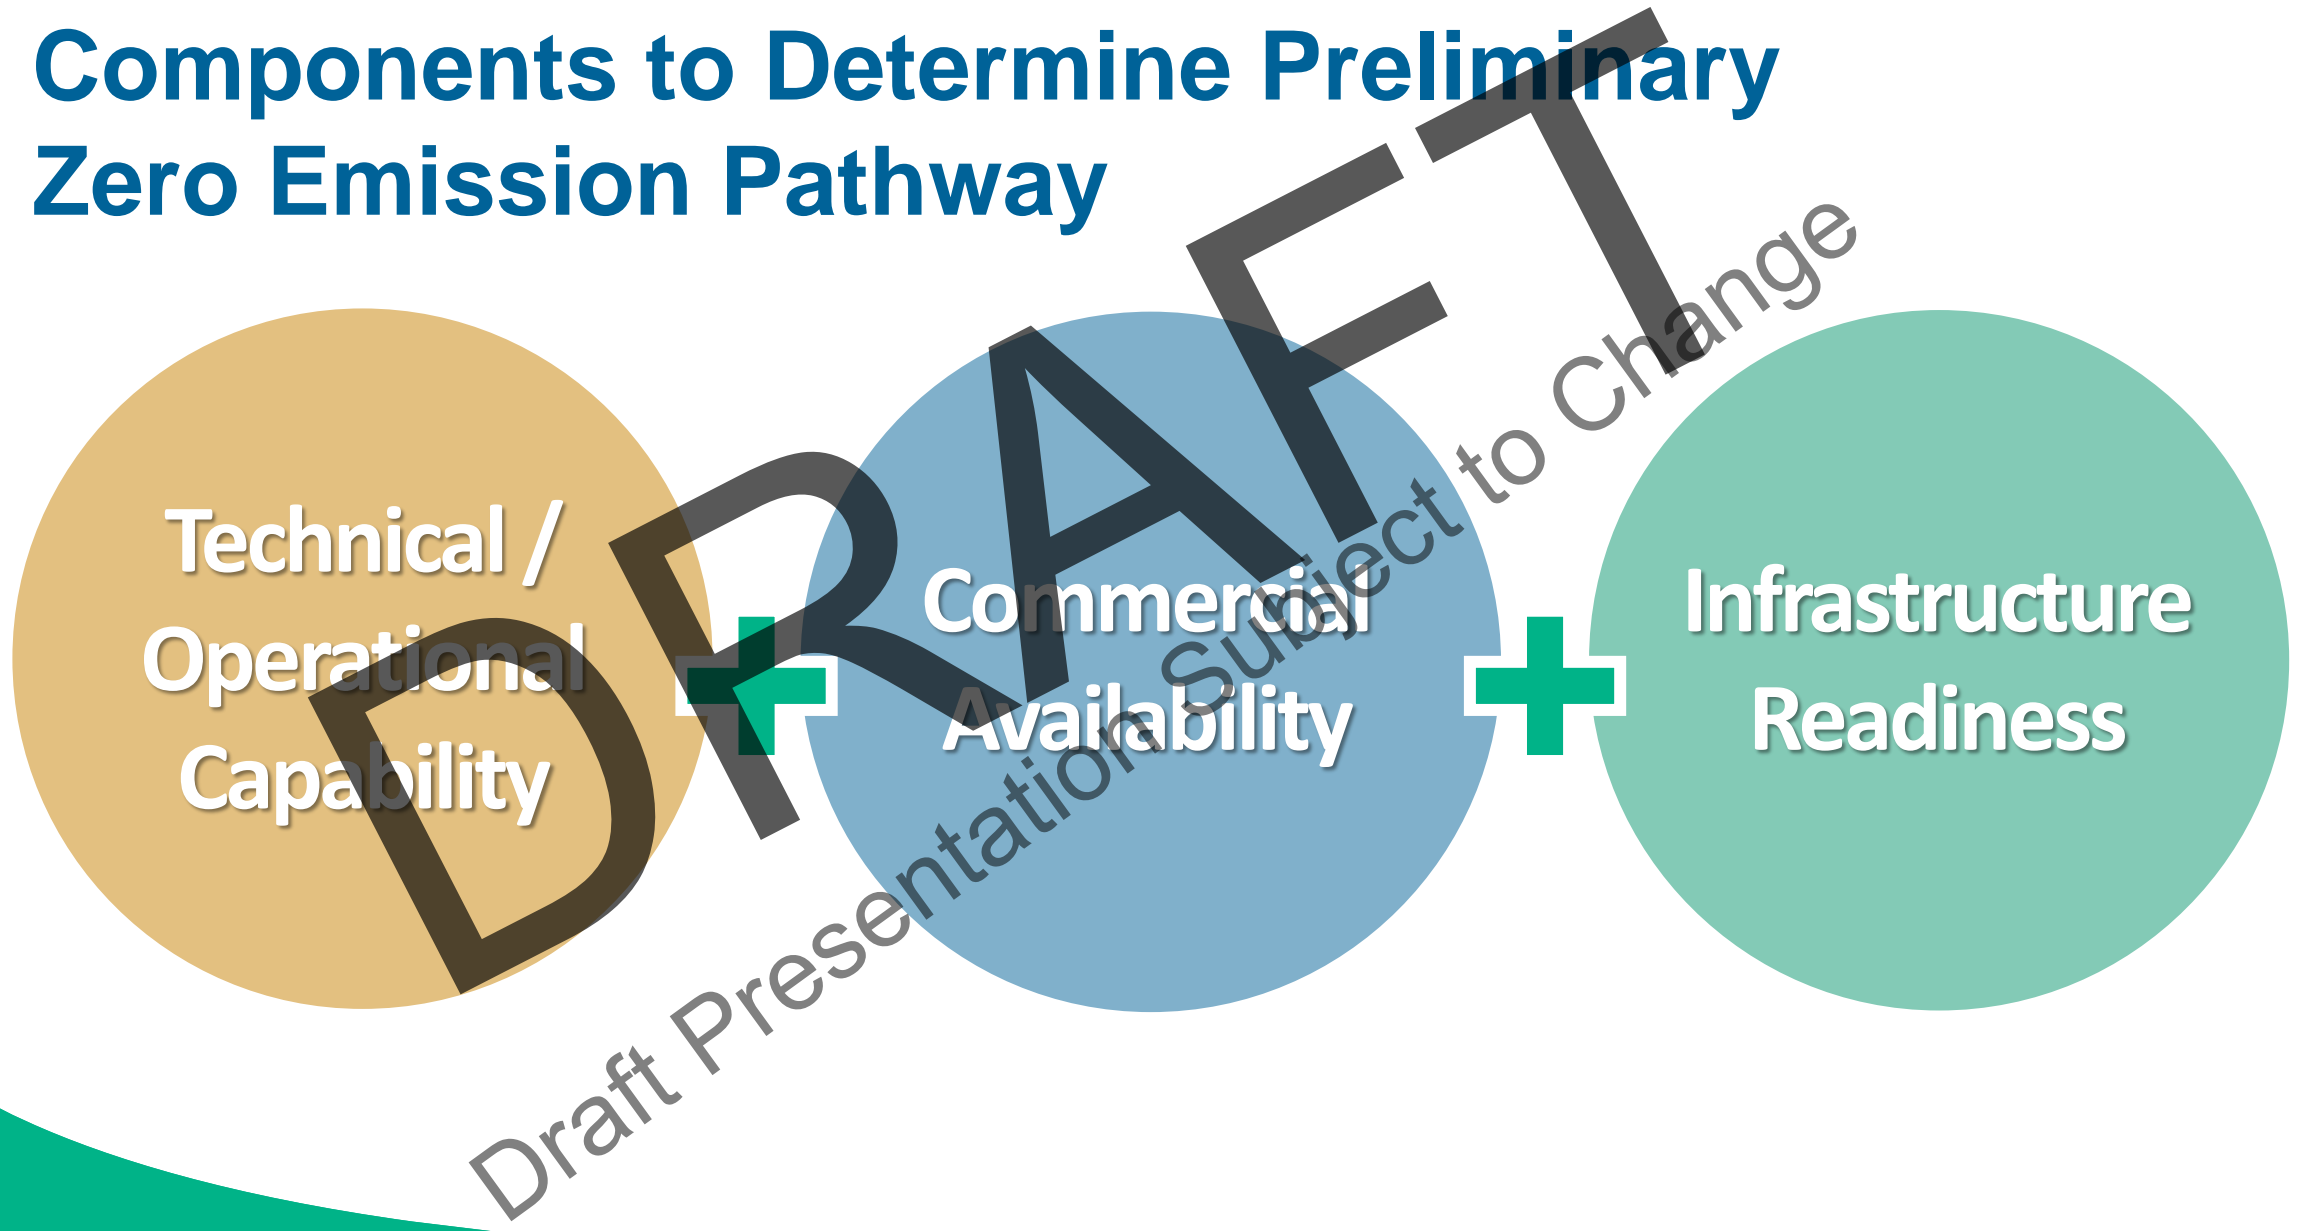 Components to Determine Preliminary
Zero Emission Pathway
Technical /
Operational
Capability
Commercial
Availability
Infrastructure
Readiness
DRAFT
Draft Presentation Subject to Change